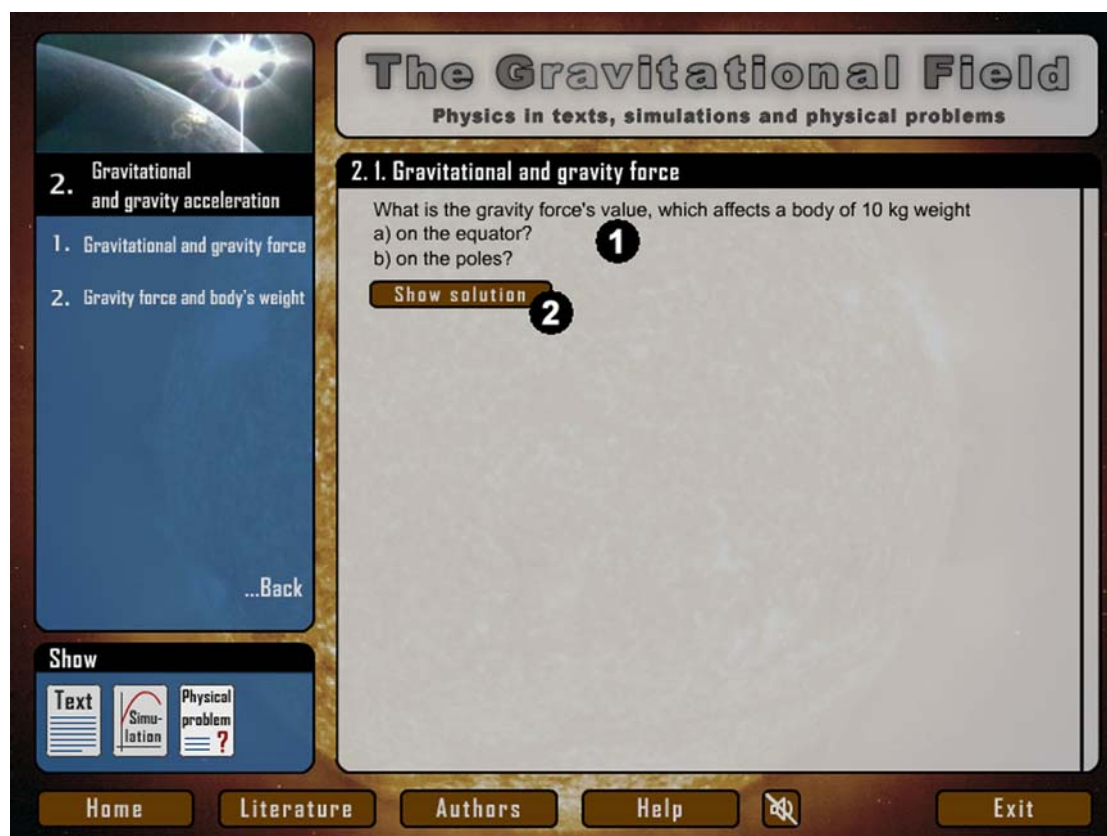 The Gravitational Field
Physics in texts, simulations and physical problems
2. Gravitational
and gravity acceleration
1. Gravitational and gravity force
2. Gravity force and body's weight
...Back
2. 1. Gravitational and gravity force
What is the gravity force's value, which affects a body of 10 kg weight
a) on the equator?
b) on the poles?
1
Show solution
2
Show
Text
Simu-
lation
Physical
problem
?
Home
Literature
Authors
Help
Exit